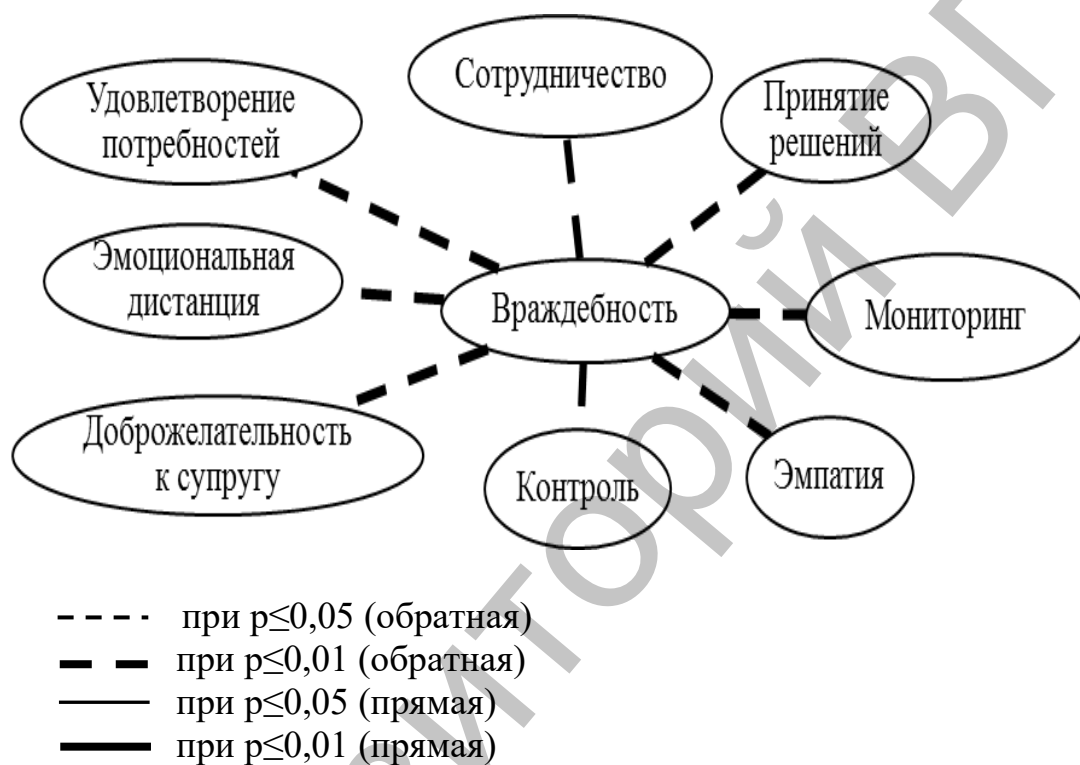 Сотрудничество
Удовлетворение
потребностей
Принятие
решений
Эмоциональная
дистанция
Враждебность
Мониторинг
Доброжелательность
к супругу
Контроль
Эмпатия
при p≤0,05 (обратная)
при p≤0,01 (обратная)
при p≤0,05 (прямая)
при p≤0,01 (прямая)